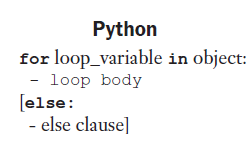 Python
for loop_variable in object:
- loop body
[else:
- else clause]